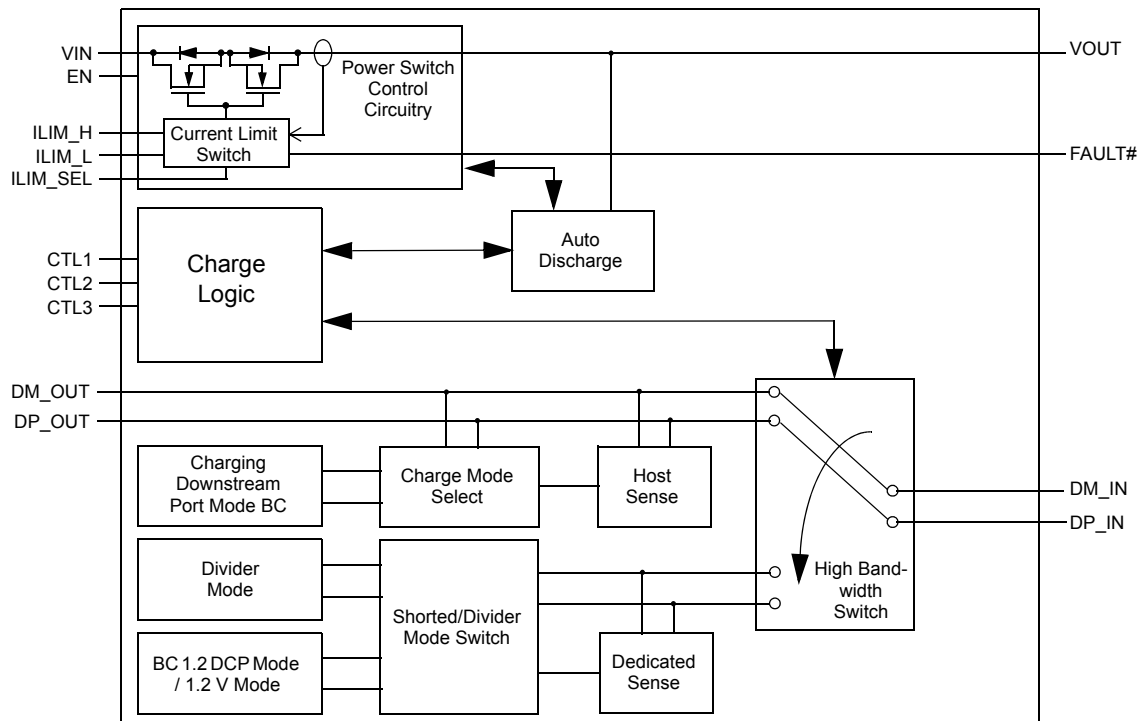 VIN
EN
ILIM_H
ILIM_L
ILIM_SEL
Power Switch
Control
Circuitry
Current Limit
Switch
VOUT
FAULT#
CTL1
CTL2
CTL3
Charge
Logic
Auto
Discharge
DM_OUT
DP_OUT
Charging
Downstream
Port Mode BC
Charge Mode
Select
Host
Sense
DM_IN
DP_IN
High Band-
width
Switch
Divider
Mode
Shorted/Divider
Mode Switch
BC 1.2 DCP Mode
/ 1.2 V Mode
Dedicated
Sense